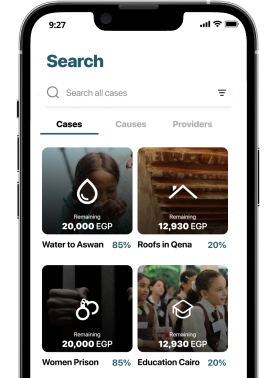 9:27
Search
Search all cases
Cases Causes Providers
Remaining Remaining
20,000 EGP 12,930 EGP
Water to Aswan 85% Roofs in Qena 20%
Remaining Remaining
20,000 EGP 12,930 EGP
Women Prison 85% Education Cairo 20%